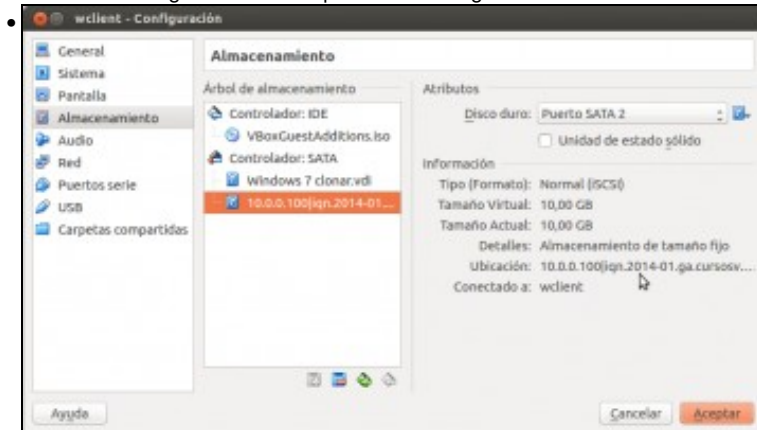 wclient - Configuración
General
Sistema
Pantalla
Almacenamiento
Audio
Red
Puertos serie
USB
Carpetas compartidas
Almacenamiento
Árbol de almacenamiento
Controlador: IDE
VBoxGuestAdditions.iso
Controlador: SATA
Windows 7 clonar.vdi
10.0.0.100|iqn.2014-01...
Atributos
Disco duro: Puerto SATA 2
Unidad de estado sólido
Información
Tipo (Formato): Normal (iSCSI)
Tamaño Virtual: 10,00 GB
Tamaño Actual: 10,00 GB
Detalles: Almacenamiento de tamaño fijo
Ubicación: 10.0.0.100|iqn.2014-01.ga.cursosv....
Conectado a: wclient
Ayuda
Cancelar
Aceptar